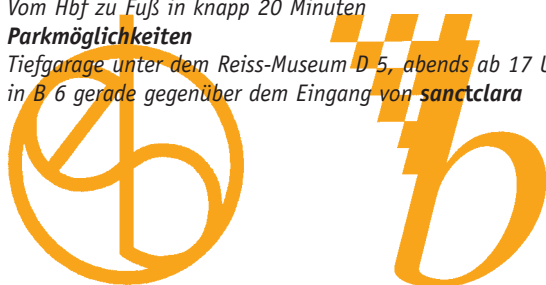 Vom Hbf zu Fuß in knapp 20 Minuten
Parkmöglichkeiten
Tiefgarage unter dem Reiss-Museum D 5, abends ab 17 U
in B 6 gerade gegenüber dem Eingang von sanctclara
b